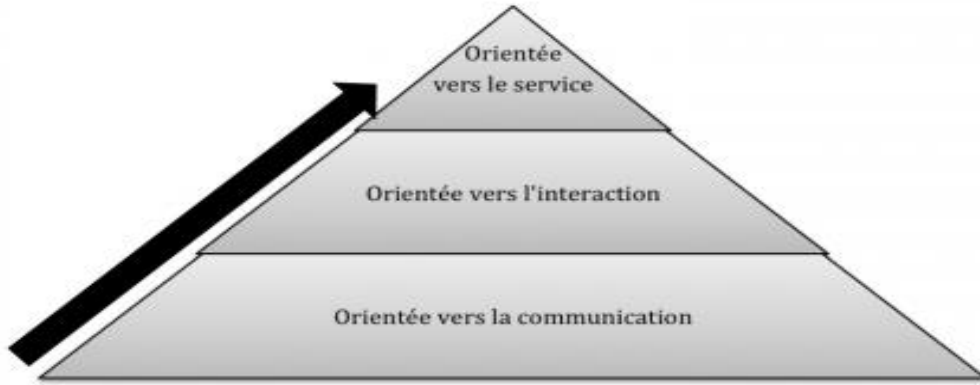 Orientée
vers le service
Orientée vers l'interaction
Orientée vers la communication